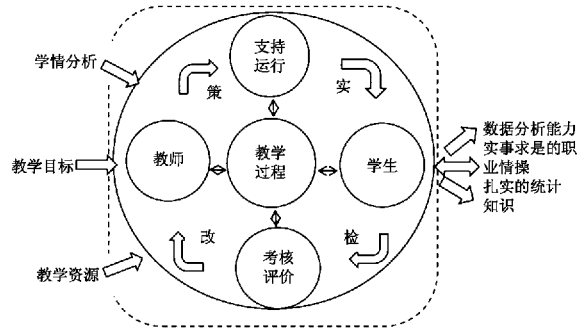 支持
运行
学情分析
策
实
数据分析能力
实事求是的职
业情操
扎实的统计
知识
教学目标
教师
教学
过程
学生
改
检
考核
评价
教学资源